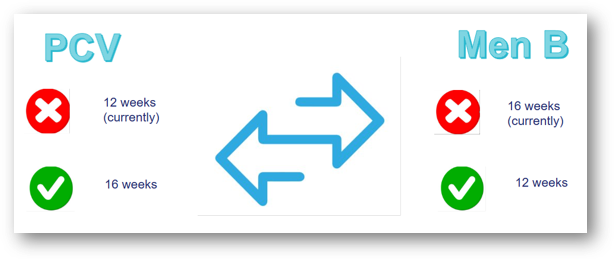 PCV
12 weeks
(currently)
16 weeks
Men B
16 weeks
(currently)
12 weeks